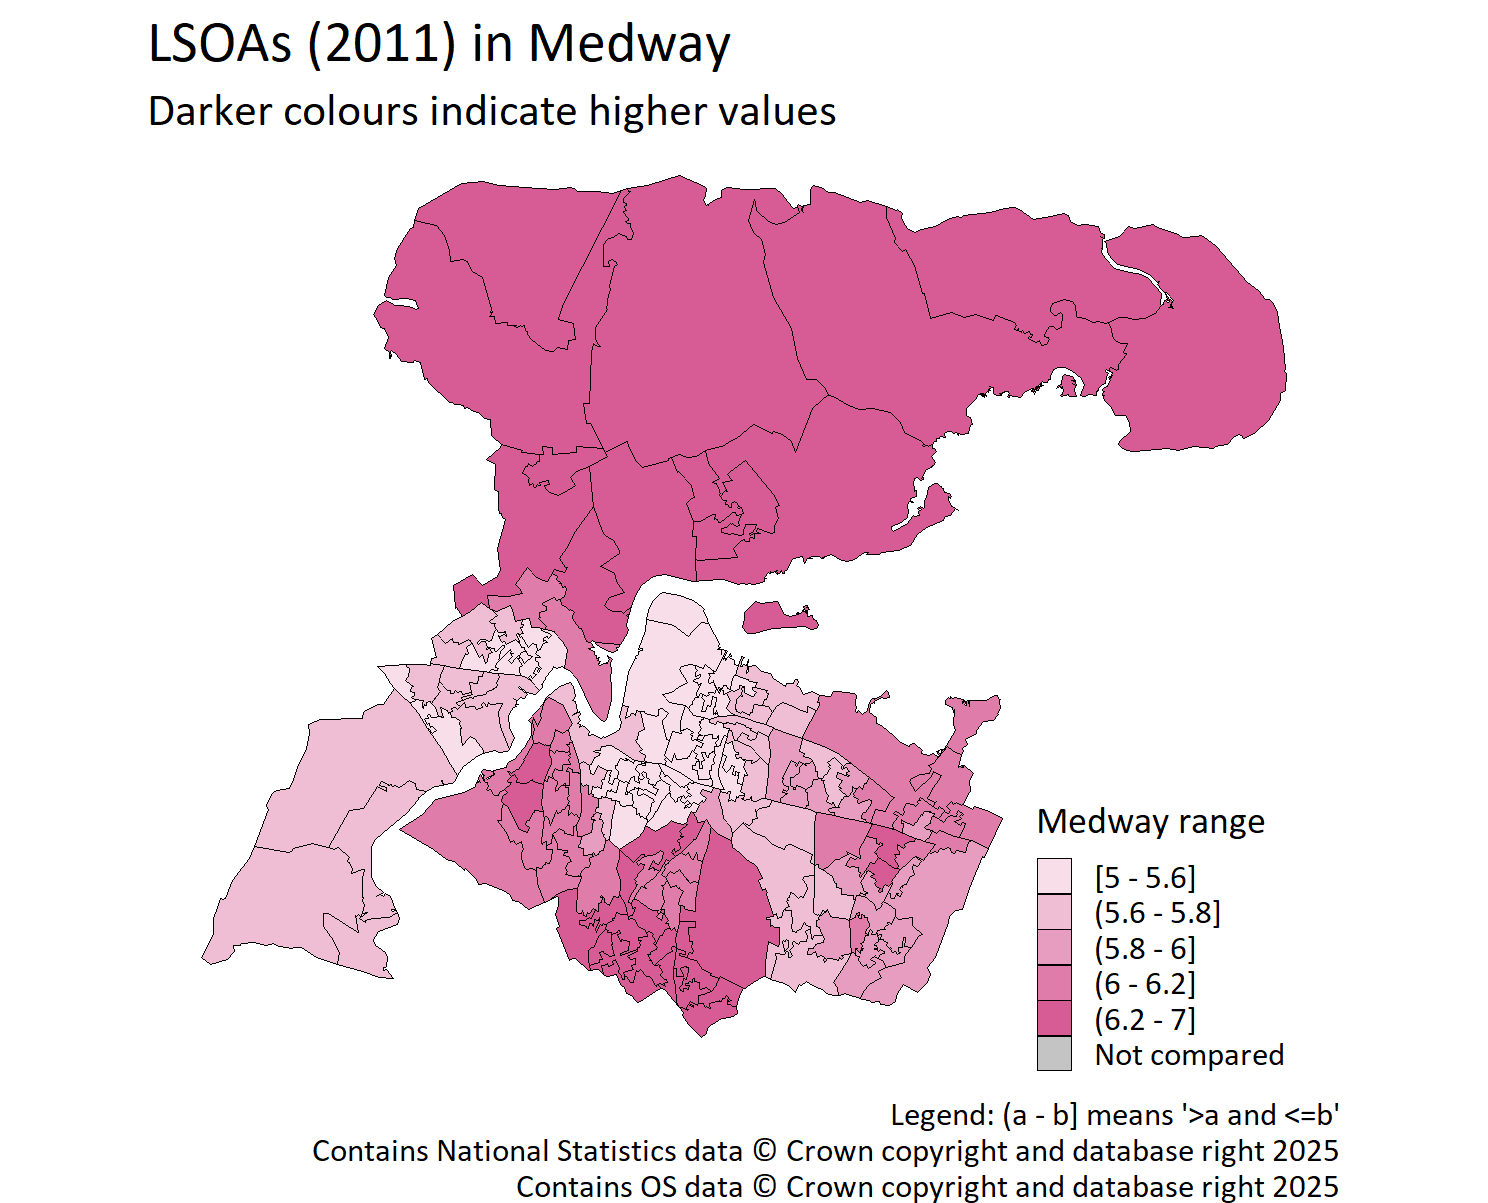 LSOAs (2011) in Medway
Darker colours indicate higher values
Medway range
[5 - 5.6]
(5.6 - 5.8]
(5.8 - 6]
(6 - 6.2]
(6.2 - 7]
Not compared
Legend: (a - b] means '>a and <=b'
Contains National Statistics data © Crown copyright and database right 2025
Contains OS data © Crown copyright and database right 2025